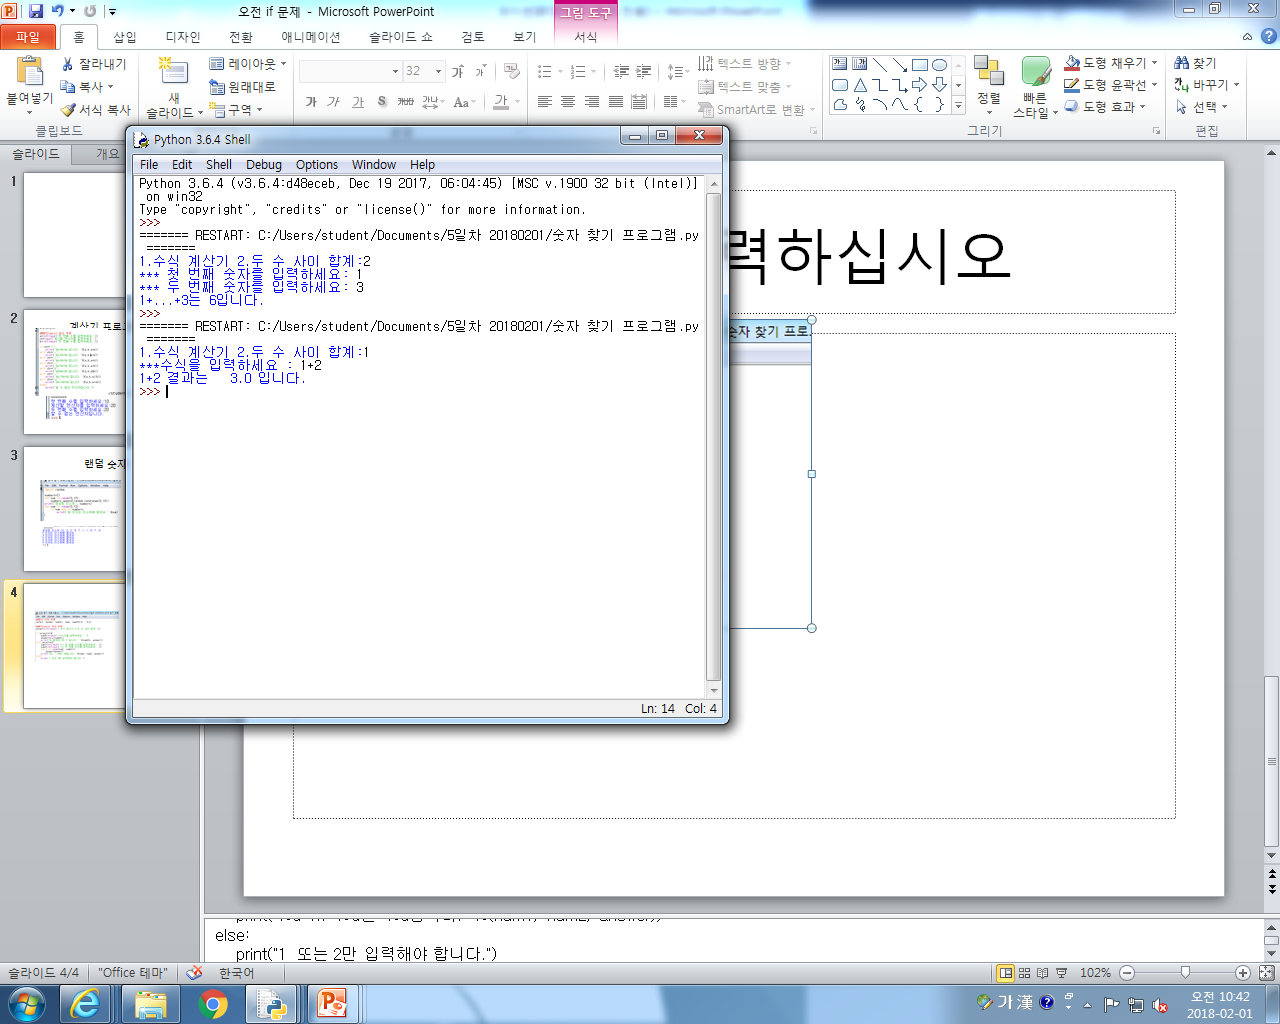 오전 if 문제 - Microsoft PowerPoint
그림 도구
파일 홈 삽입 디자인 전환 애니메이션 슬라이드 쇼 검토 보기 서식
붙여넣기
잘라내기
복사
서식 복사
클립보드
새
슬라이드
레이아웃
원래대로
구역
32
텍스트 방향
텍스트 맞춤
SmartArt로 변환
정렬
빠른
스타일
도형 채우기
도형 윤곽선
도형 효과
그리기
찾기
바꾸기
선택
편집
슬라이드 개요
1
2
3
랜덤 숫자
4
Python 3.6.4 Shell
File Edit Shell Debug Options Window Help
Python 3.6.4 (v3.6.4:d48eceb, Dec 19 2017, 06:04:45) [MSC v.1900 32 bit (Intel)]
on win32
Type "copyright", "credits" or "license()" for more information.
>>>
======= RESTART: C:/Users/student/Documents/5일차 20180201/숫자 찾기 프로그램.py
=======
1.수식 계산기 2.두 수 사이 합계:2
*** 첫 번째 숫자를 입력하세요: 1
*** 두 번째 숫자를 입력하세요: 3
1+...+3는 6입니다.
>>>
======= RESTART: C:/Users/student/Documents/5일차 20180201/숫자 찾기 프로그램.py
=======
1.수식 계산기 2.두 수 사이 합계:1
***수식을 입력하세요 : 1+2
1+2 결과는 3.0 입니다.
>>>
Ln: 14 Col: 4
력하십시오
숫자 찾기 프로
else:
print("1 또는 2만 입력해야 합니다.")
슬라이드 4/4 "Office 테마" 한국어 102%
가 漢
오전 10:42
2018-02-01